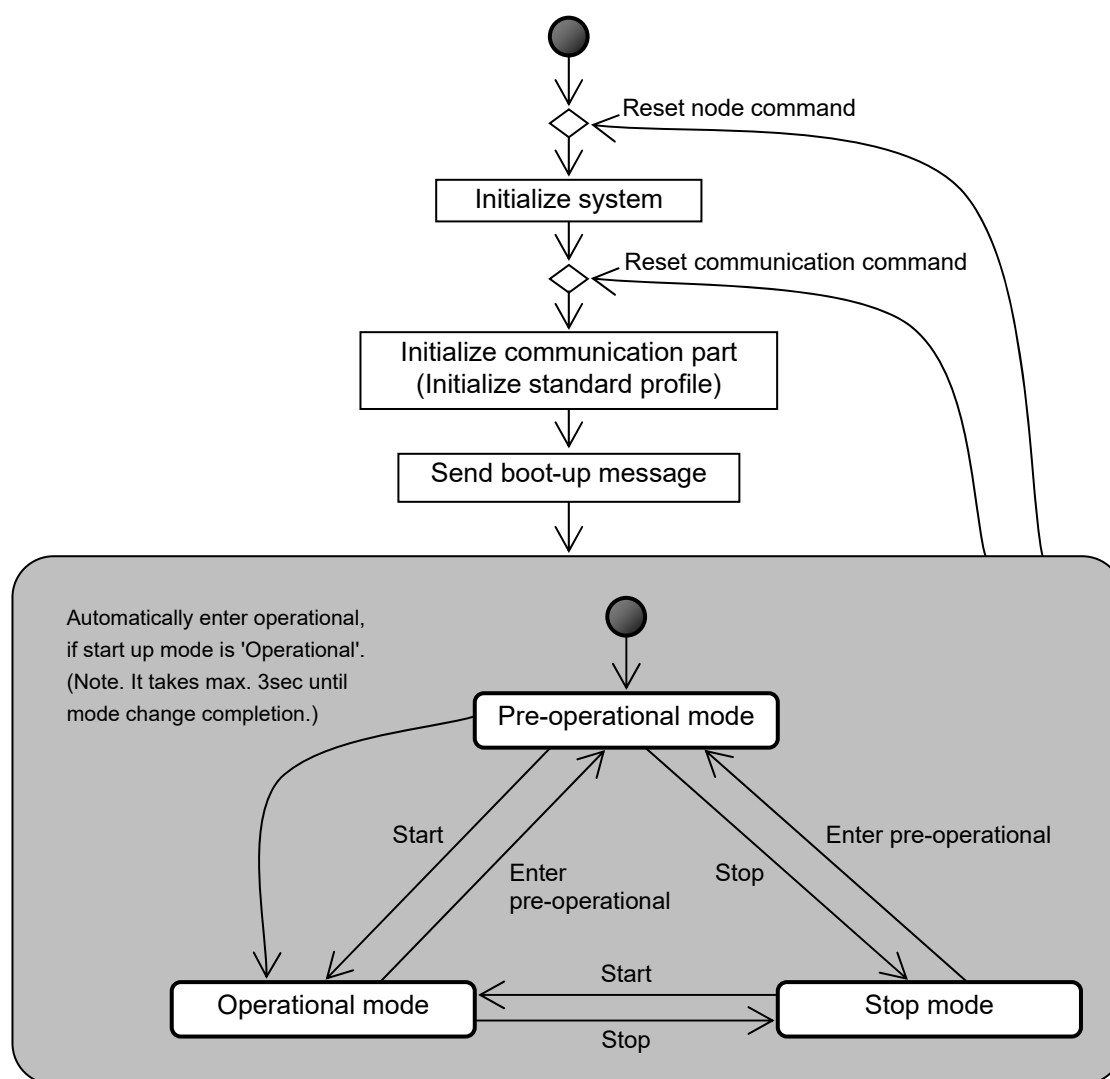 Reset node command
Initialize system
Reset communication command
Initialize communication part
(Initialize standard profile)
Send boot-up message
Automatically enter operational,
if start up mode is 'Operational'.
(Note. It takes max. 3sec until
mode change completion.)
Pre-operational mode
Start
Enter
pre-operational
Stop
Enter pre-operational
Start
Operational mode
Stop mode
Stop